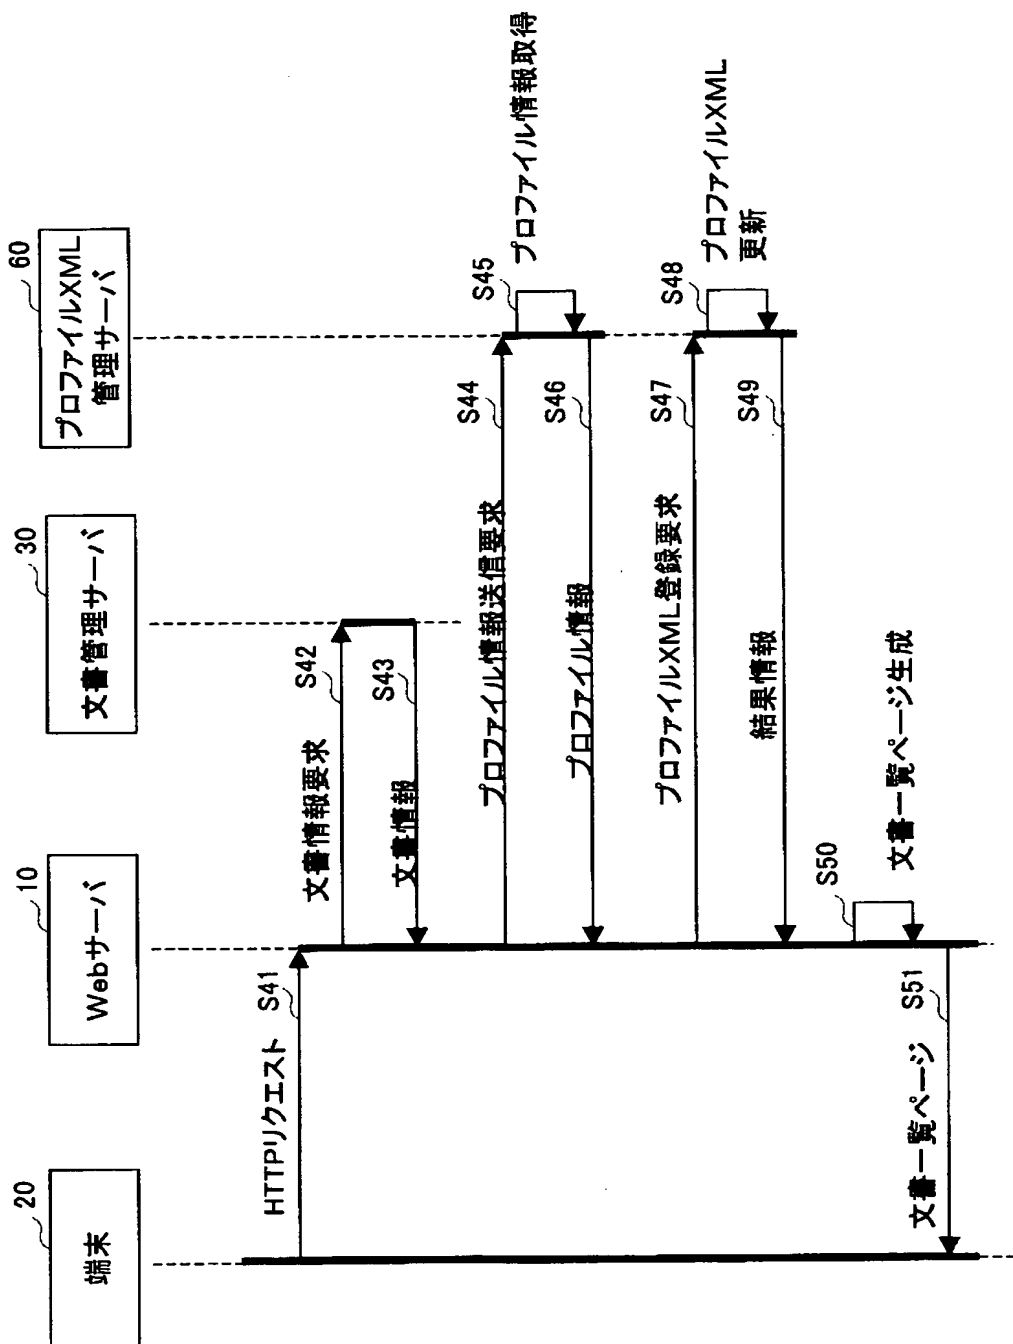 20
端末
10
Webサーバ
30
文書管理サーバ
60
プロファイルXML
管理サーバ
HTTPリクエスト
S41
文書情報要求
S42
文書情報
S43
プロファイル情報送信要求
S44
S45
プロファイル情報取得
プロファイル情報
S46
プロファイルXML登録要求
S47
S48
プロファイルXML
更新
結果情報
S49
S50
文書一覧ページ生成
文書一覧ページ
S51